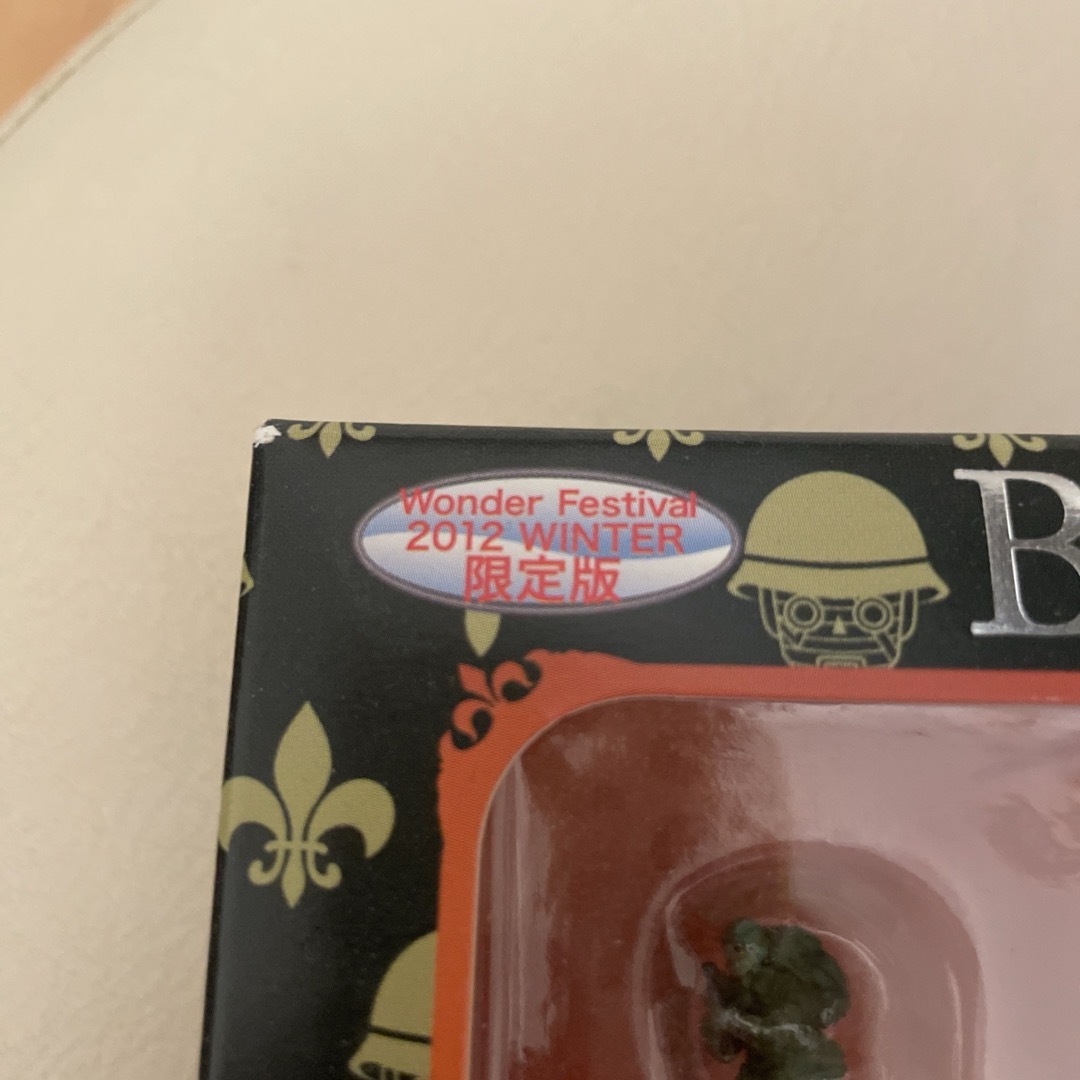 Wonder Festival
2012 WINTER
限定版
B